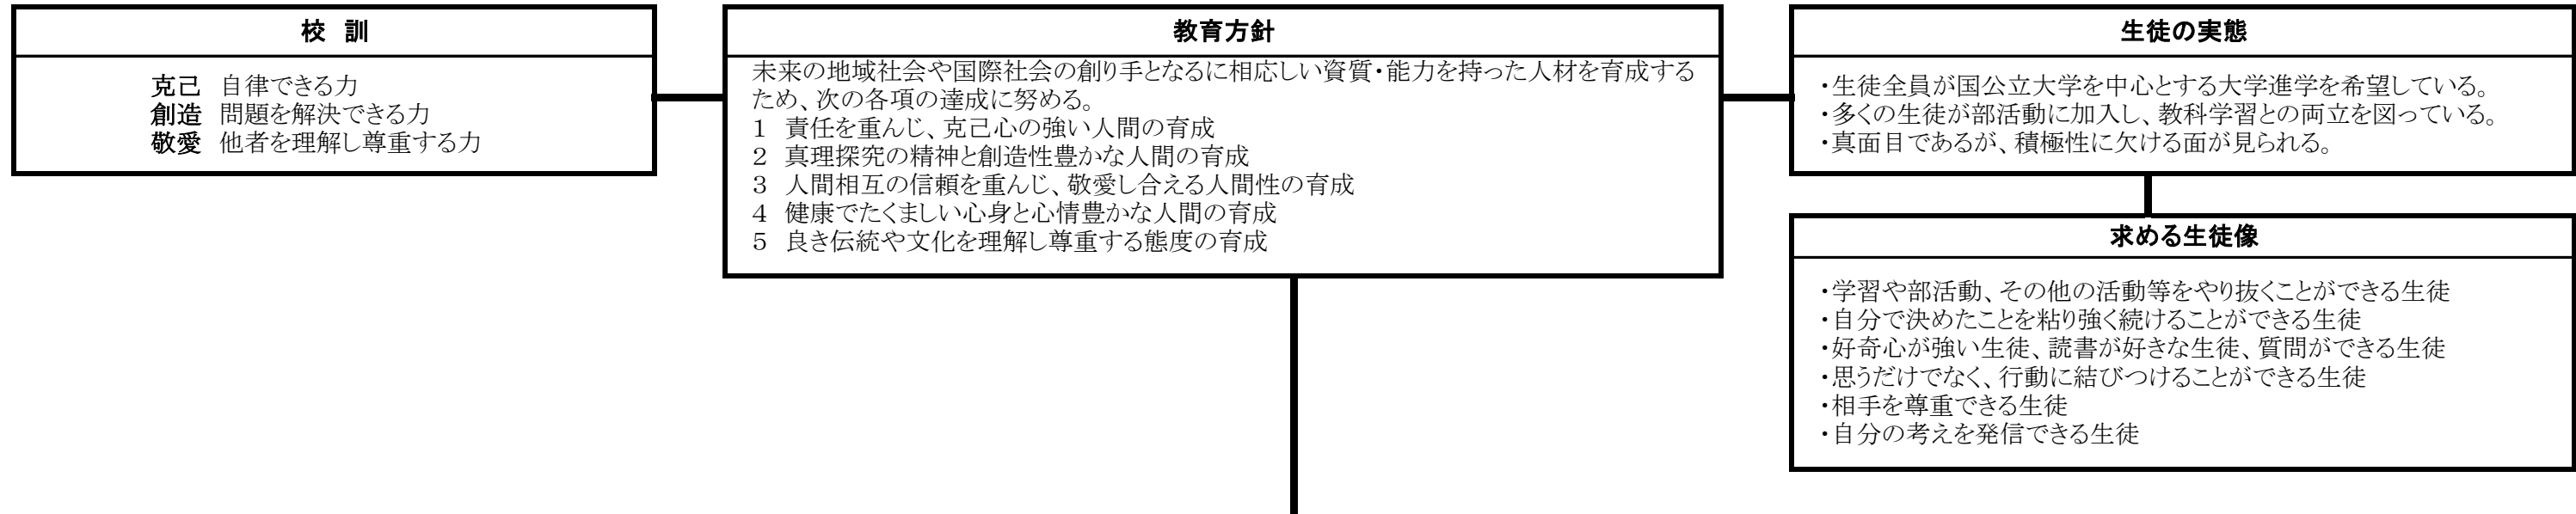 校 訓
克己 自律できる力
創造 問題を解決できる力
敬愛 他者を理解し尊重する力
教育方針
未来の地域社会や国際社会の創り手となるに相応しい資質・能力を持った人材を育成する
ため、次の各項の達成に努める。
1 責任を重んじ、克己心の強い人間の育成
2 真理探究の精神と創造性豊かな人間の育成
3 人間相互の信頼を重んじ、敬愛し合える人間性の育成
4 健康でたくましい心身と心情豊かな人間の育成
5 良き伝統や文化を理解し尊重する態度の育成
生徒の実態
・生徒全員が国公立大学を中心とする大学進学を希望している。
・多くの生徒が部活動に加入し、教科学習との両立を図っている。
・真面目であるが、積極性に欠ける面が見られる。
求める生徒像
・学習や部活動、その他の活動等をやり抜くことができる生徒
・自分で決めたことを粘り強く続けることができる生徒
・好奇心が強い生徒、読書が好きな生徒、質問ができる生徒
・思うだけでなく、行動に結びつけることができる生徒
・相手を尊重できる生徒
・自分の考えを発信できる生徒